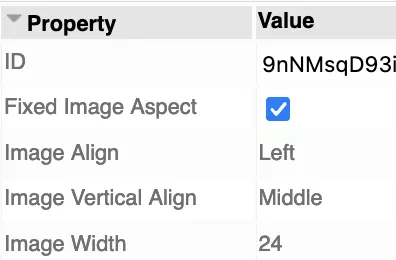 Property Value
ID 9nNMsqD93i
Fixed Image Aspect
Image Align Left
Image Vertical Align Middle
Image Width 24